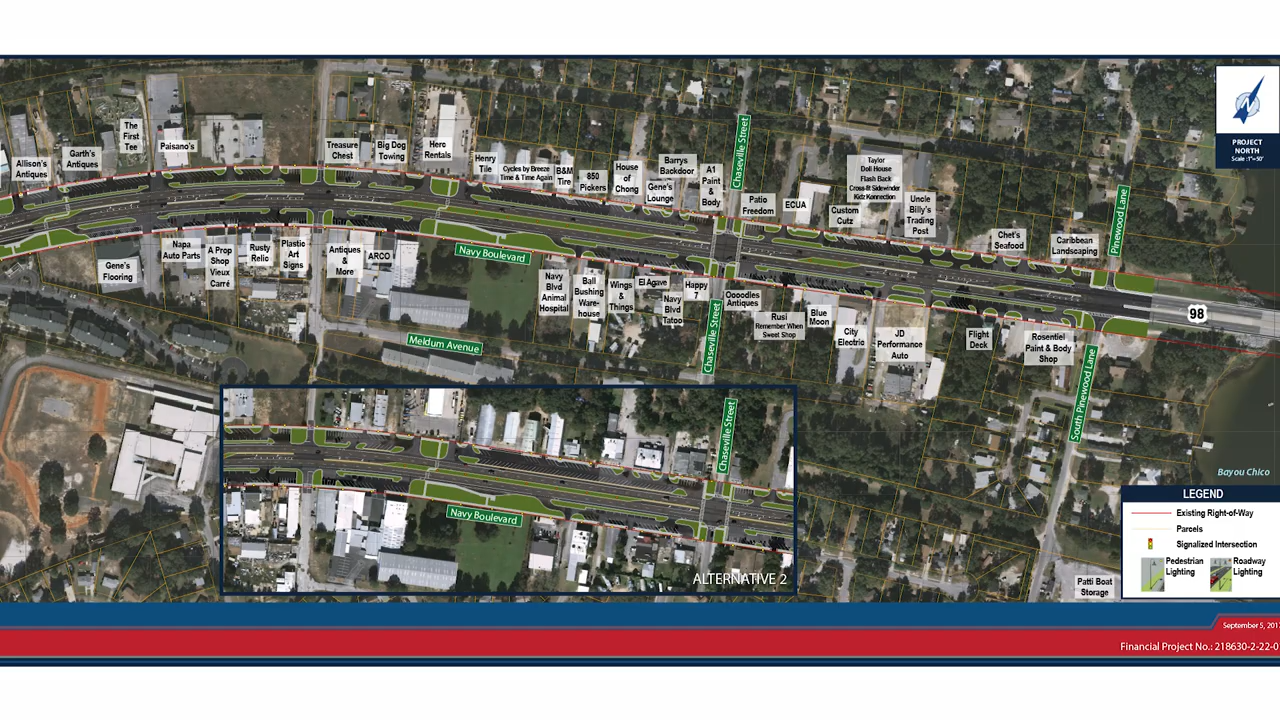 PROJECT
NORTH
Scale :1"=50'
Allison's
Antiques
Garth's
Antiques
The
First
Tee
Paisano's
Treasure
Chest
Big Dog
Towing
Hero
Rentals
Henry
Tile
Cycles by Breeze
Time & Time Again
B&M
Tire
850
Pickers
House
of
Chong
Gene's
Lounge
Barrys
Backdoor
A1
Paint
&
Body
Chaseville Street
Patio
Freedom
ECUA
Custom
Cutz
Taylor
Doll House
Flash Back
Cross & Sidewinder
Kidz Konnection
Uncle
Billy's
Trading
Post
Chet's
Seafood
Caribbean
Landscaping
Pinewood Lane
98
Gene's
Flooring
Napa
Auto Parts
A Prop
Shop
Vieux
Carré
Rusty
Relic
Plastic
Art
Signs
Antiques
&
More
ARCO
Navy Boulevard
Meldum Avenue
Navy
Blvd
Animal
Hospital
Ball
Bushing
Ware-
house
Wings
&
Things
El Agave
Navy
Blvd
Tatoo
Happy
7
Chaseville Street
Oooodles
Antiques
Rusi
Remember When
Sweet Shop
Blue
Moon
City
Electric
JD
Performance
Auto
Flight
Deck
Rosentiel
Paint & Body
Shop
South Pinewood Lane
Bayou Chico
Chaseville Street
Navy Boulevard
ALTERNATIVE 2
Patti Boat
Storage
LEGEND
Existing Right-of-Way
Parcels
Signalized Intersection
Pedestrian
Lighting
Roadway
Lighting
September 5, 201
Financial Project No.: 218630-2-22-0